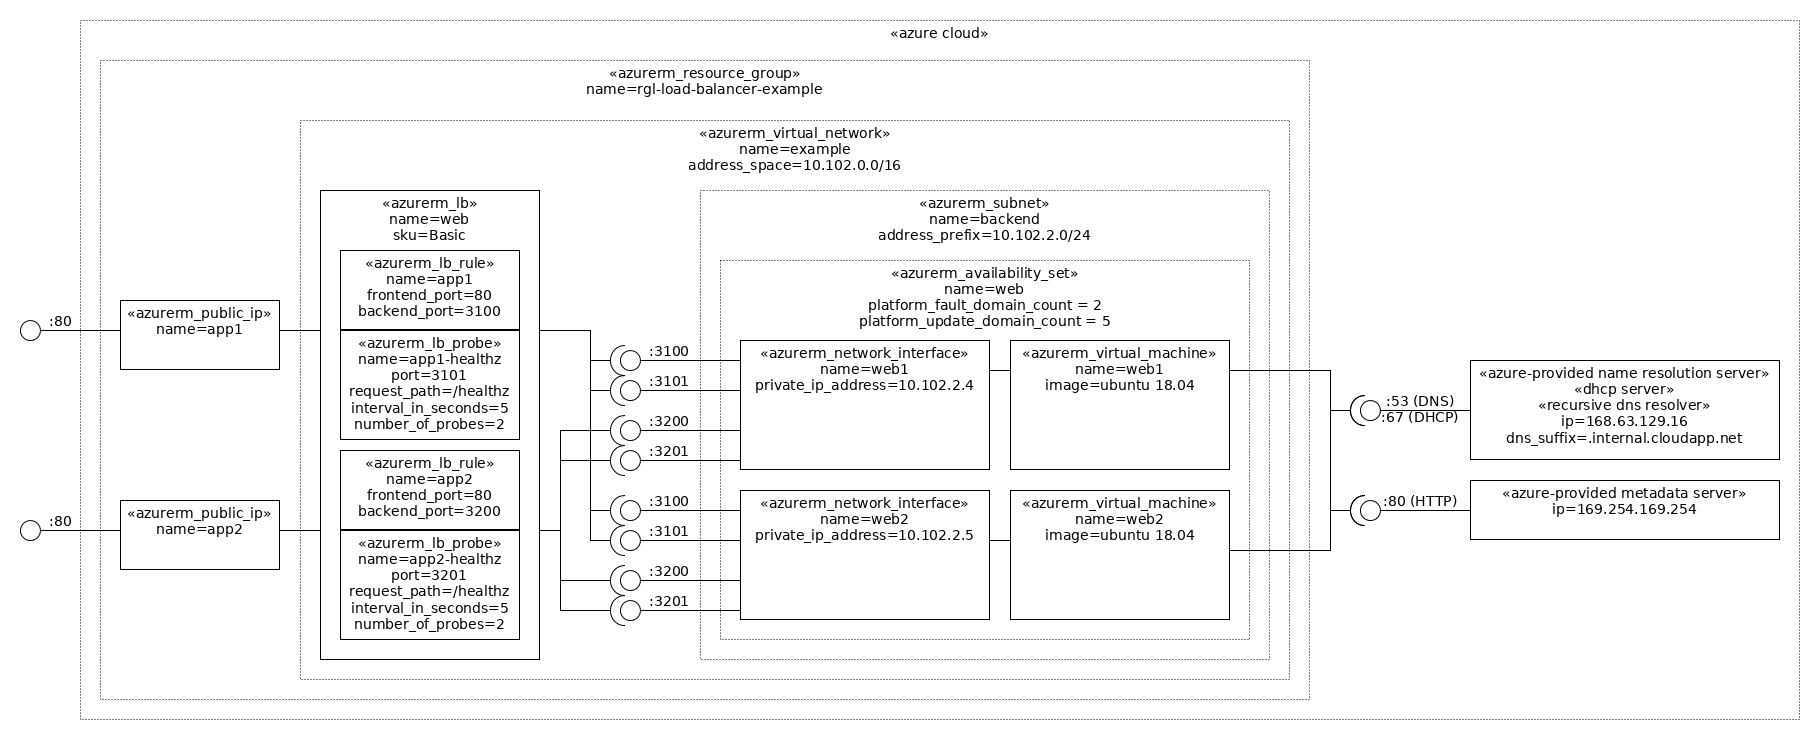 «azure cloud»
«azurerm_resource_group»
name=rgl-load-balancer-example
«azurerm_virtual_network»
name=example
address_space=10.102.0.0/16
:80
«azurerm_public_ip»
name=app1
:80
«azurerm_public_ip»
name=app2
«azurerm_lb»
name=web
sku=Basic
«azurerm_lb_rule»
name=app1
frontend_port=80
backend_port=3100
«azurerm_lb_probe»
name=app1-healthz
port=3101
request_path=/healthz
interval_in_seconds=5
number_of_probes=2
«azurerm_lb_rule»
name=app2
frontend_port=80
backend_port=3200
«azurerm_lb_probe»
name=app2-healthz
port=3201
request_path=/healthz
interval_in_seconds=5
number_of_probes=2
:3100
:3101
:3200
:3201
:3100
:3101
:3200
:3201
«azurerm_subnet»
name=backend
address_prefix=10.102.2.0/24
«azurerm_availability_set»
name=web
platform_fault_domain_count = 2
platform_update_domain_count = 5
«azurerm_network_interface»
name=web1
private_ip_address=10.102.2.4
«azurerm_virtual_machine»
name=web1
image=ubuntu 18.04
«azurerm_network_interface»
name=web2
private_ip_address=10.102.2.5
«azurerm_virtual_machine»
name=web2
image=ubuntu 18.04
:53 (DNS)
:67 (DHCP)
«azure-provided name resolution server»
«dhcp server»
«recursive dns resolver»
ip=168.63.129.16
dns_suffix=.internal.cloudapp.net
:80 (HTTP)
«azure-provided metadata server»
ip=169.254.169.254